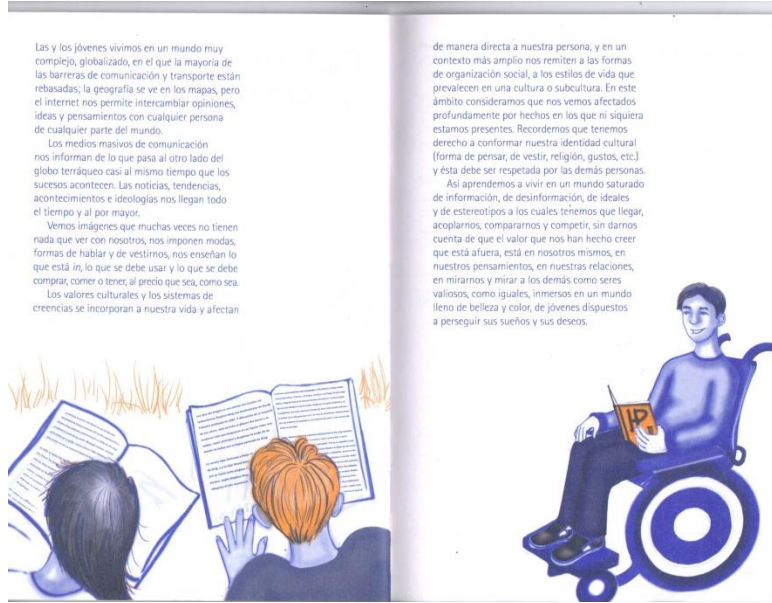 Las y los jóvenes vivimos en un mundo muy
complejo, globalizado, en el que la mayoría de
las barreras de comunicación y transporte están
rebasadas; la geografía se ve en los mapas, pero
el internet nos permite intercambiar opiniones,
ideas y pensamientos con cualquier persona
de cualquier parte del mundo.
Los medios masivos de comunicación
nos informan de lo que pasa al otro lado del
globo terráqueo casi al mismo tiempo que los
sucesos acontecen. Las noticias, tendencias,
acontecimientos e ideologías nos llegan todo
el tiempo y al por mayor.
Vemos imágenes que muchas veces no tienen
nada que ver con nosotros, nos imponen modas,
formas de hablar y de vestirnos, nos enseñan lo
que está in, lo que se debe usar y lo que se debe
comprar, comer o tener, al precio que sea, como sea.
Los valores culturales y los sistemas de
creencias se incorporan a nuestra vida y afectan
de manera directa a nuestra persona, y en un
contexto más amplio nos remiten a las formas
de organización social, a los estilos de vida que
prevalecen en una cultura o subcultura. En este
ámbito consideramos que nos vemos afectados
profundamente por hechos en los que ni siquiera
estamos presentes. Recordemos que tenemos
derecho a conformar nuestra identidad cultural
(forma de pensar, de vestir, religión, gustos, etc.)
y ésta debe ser respetada por las demás personas.
Así aprendemos a vivir en un mundo saturado
de información, de desinformación, de ideales
y de estereotipos a los cuales tenemos que llegar,
acoplarnos, compararnos y competir, sin darnos
cuenta de que el valor que nos han hecho creer
que está afuera, está en nosotros mismos, en
nuestros pensamientos, en nuestras relaciones,
en mirarnos y mirar a los demás como seres
valiosos, como iguales, inmersos en un mundo
lleno de belleza y color, de jóvenes dispuestos
a perseguir sus sueños y sus deseos.
HP